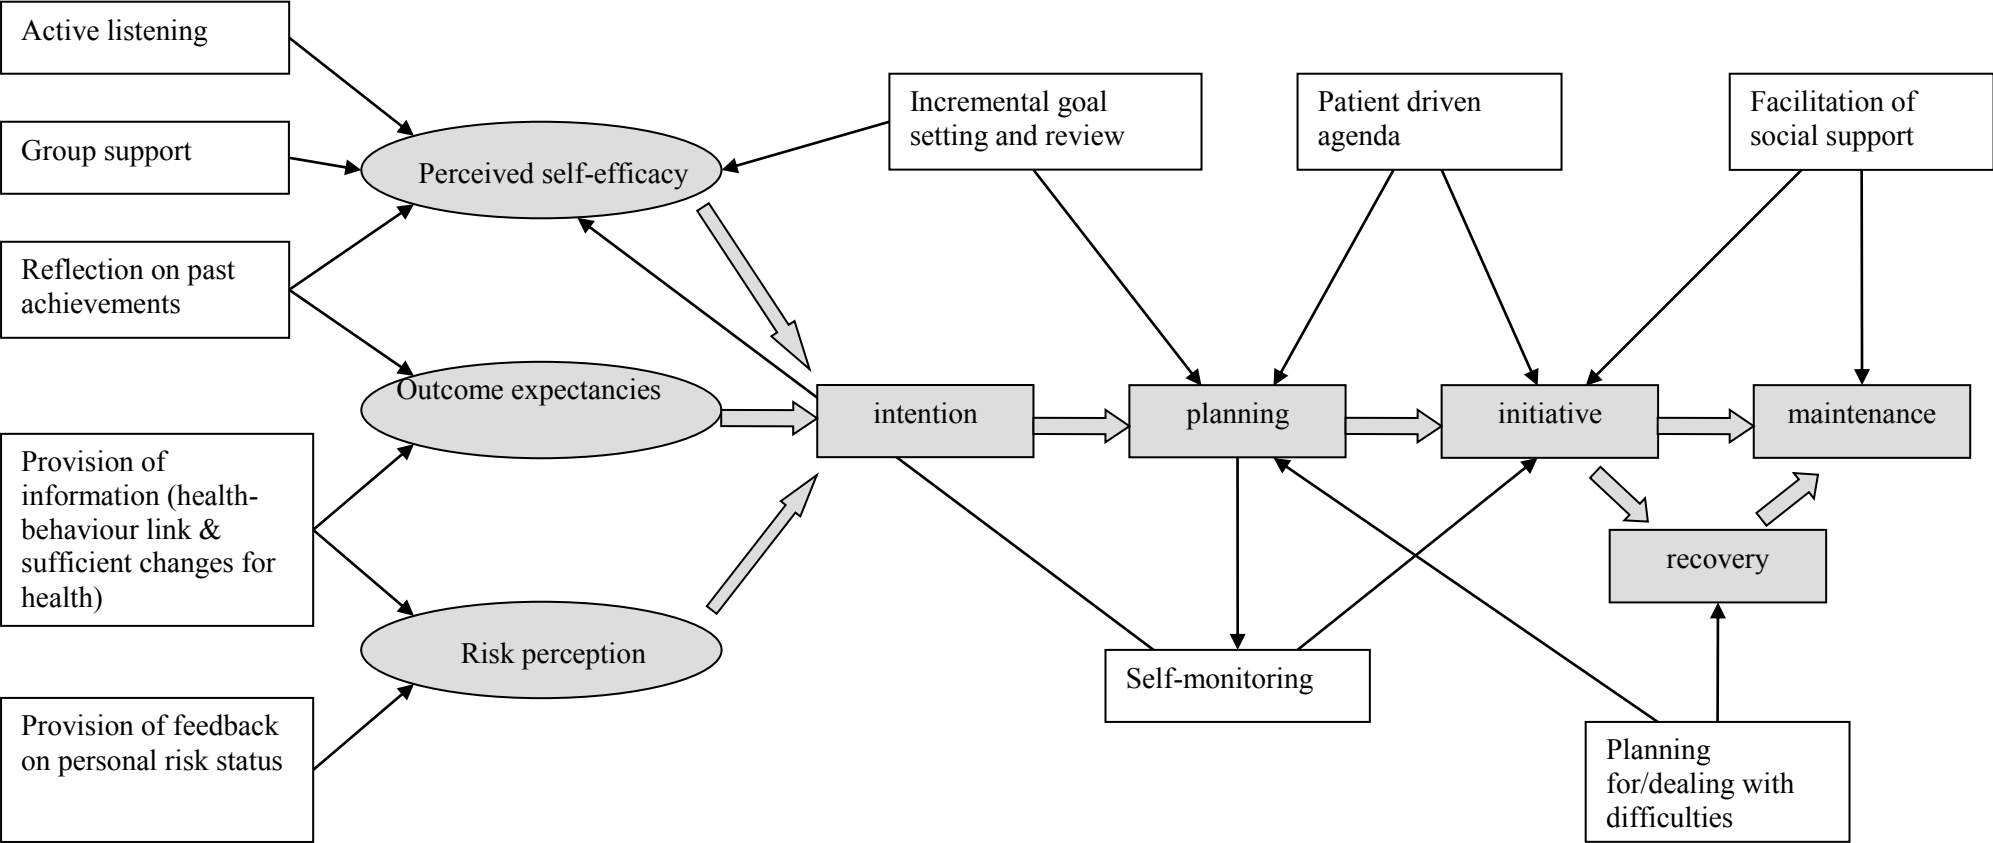 Active listening
Group support
Reflection on past
achievements
Provision of
information (health-
behaviour link &
sufficient changes for
health)
Provision of feedback
on personal risk status
Perceived self-efficacy
Outcome expectancies
Risk perception
Incremental goal
setting and review
Patient driven
agenda
Facilitation of
social support
intention
planning
initiative
maintenance
recovery
Self-monitoring
Planning
for/dealing with
difficulties